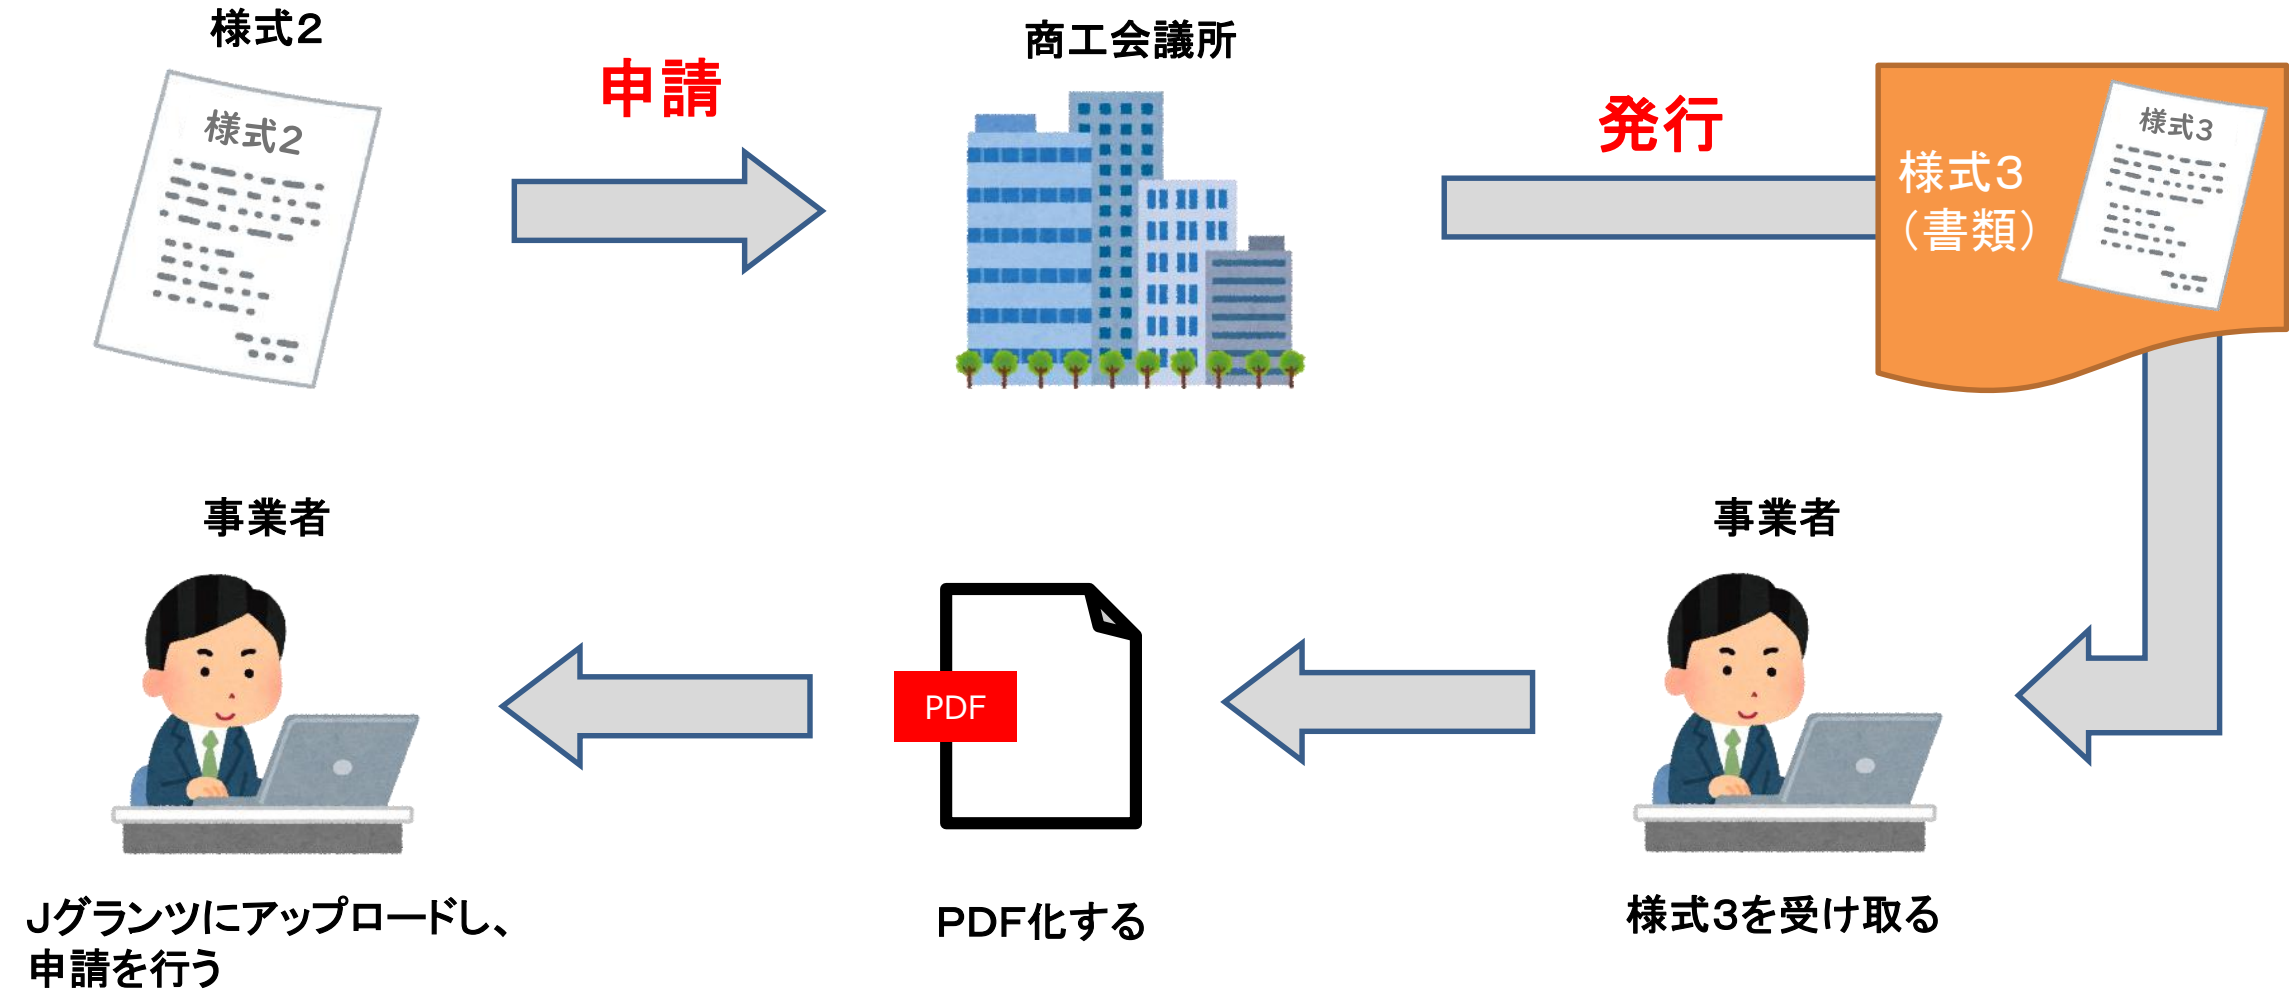 様式２
商工会議所
申請
発行
様式２
様式３
様式３
（書類）
事業者
事業者
PDF
Ｊグランツにアップロードし、
申請を行う
ＰＤＦ化する
様式３を受け取る